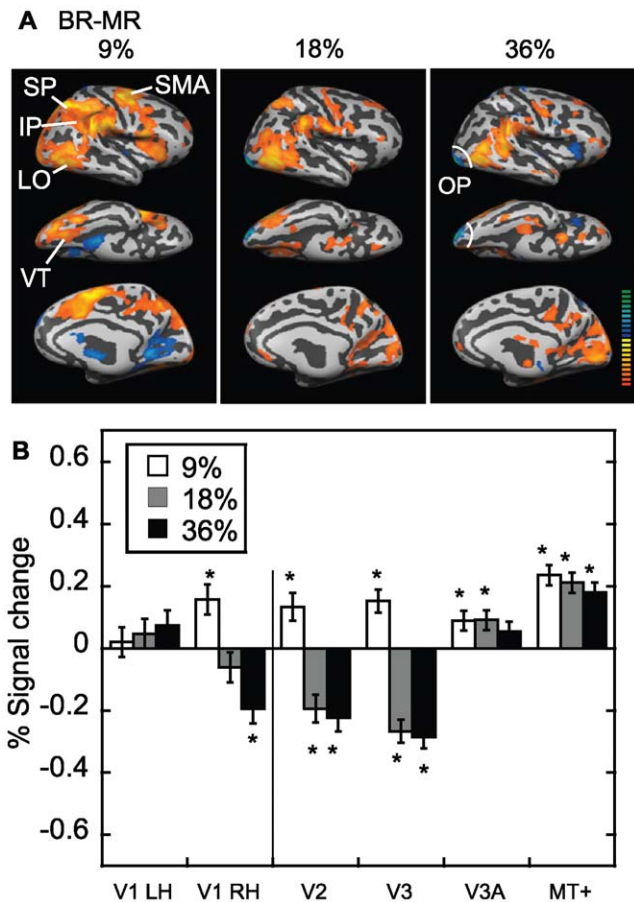 A BR-MR
9% 18% 36%
SP SMA
IP
LO OP
VT
B
0.6
9%
18%
36%
0.4
0.2
0
-0.2
-0.4
-0.6
% Signal change
* * * * * * * *
* * * * *
V1 LH V1 RH V2 V3 V3A MT+